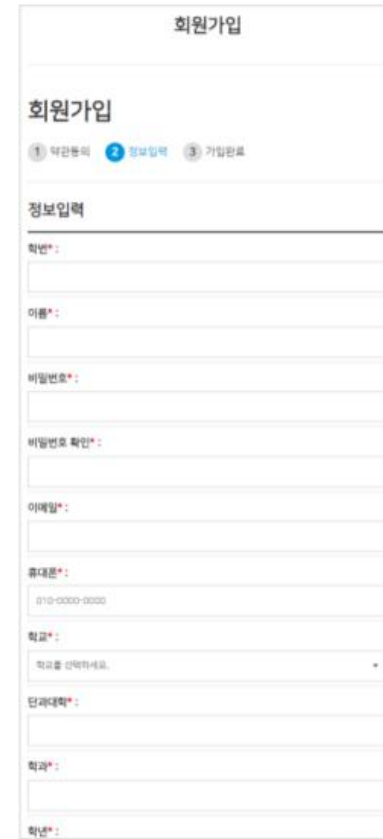 회원가입
회원가입
1 약관동의 2 정보입력 3 가입완료
정보입력
학번* :
이름* :
비밀번호* :
비밀번호 확인* :
이메일* :
휴대폰* :
010-0000-0000
학교* :
학교를 선택하세요.
단과대학* :
학과* :
학년* :